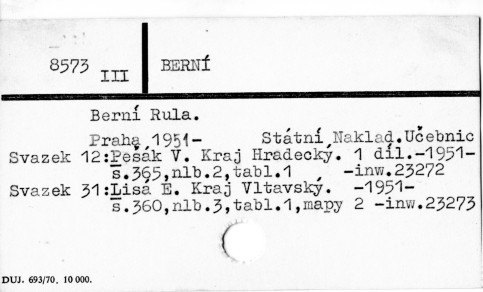 8573 III BERNÍ
Berní Rula.
Praha 1951- Státní Naklad.Učebnic
Svazek 12:Pešák V. Kraj Hradecký. 1 díl.-1951-
s.365,nlb.2,tabl.1 -inw.23272
Svazek 31:Lisa E. Kraj Vltavský. -1951-
s.360,nlb.3,tabl.1,mapy 2 -inw.23273
DUJ. 693/70, 10 000.